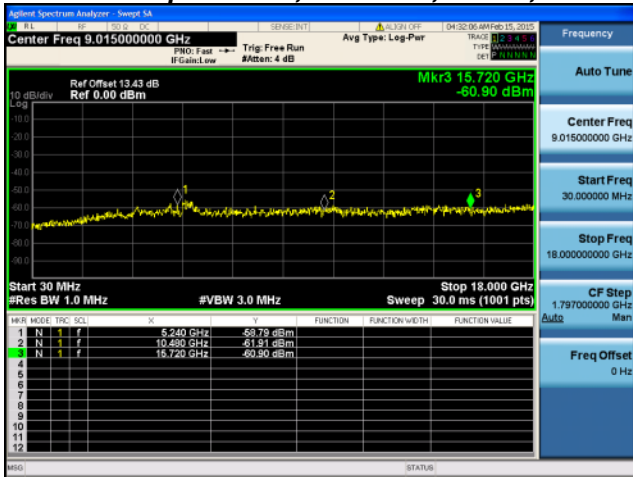 Agilent Spectrum Analyzer - Swept SA
RL RF 50 Ω DC SENSE:INT ALIGN OFF 04:32:06 AM Feb 15, 2015
Center Freq 9.015000000 GHz
PNO: Fast
IFGain:Low
Trig: Free Run
#Atten: 4 dB
Avg Type: Log-Pwr
TRACE 1 2 3 4 5 6
TYPE
DET P N N N N N
Ref Offset 13.43 dB
10 dB/div Ref 0.00 dBm
Log
Mkr3 15.720 GHz
-60.90 dBm
-10.0
-20.0
-30.0
-40.0
-50.0
-60.0
-70.0
-80.0
-90.0
1
2
3
Start 30 MHz
Stop 18.000 GHz
#Res BW 1.0 MHz #VBW 3.0 MHz Sweep 30.0 ms (1001 pts)
MKR MODE TRC SCL X Y FUNCTION FUNCTION WIDTH FUNCTION VALUE
1 N 1 f 5.240 GHz -58.79 dBm
2 N 1 f 10.480 GHz -61.91 dBm
3 N 1 f 15.720 GHz -60.90 dBm
4
5
6
7
8
9
10
11
12
MSG STATUS
Frequency
Auto Tune
Center Freq
9.015000000 GHz
Start Freq
30.000000 MHz
Stop Freq
18.000000000 GHz
CF Step
1.797000000 GHz
Auto Man
Freq Offset
0 Hz